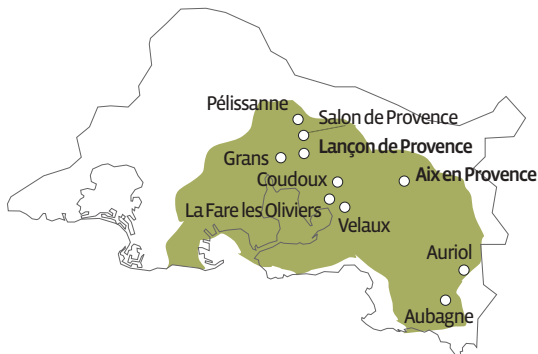 Pélissanne
Salon de Provence
Lançon de Provence
Grans
Coudoux
Aix en Provence
La Fare les Oliviers
Velaux
Auriol
Aubagne